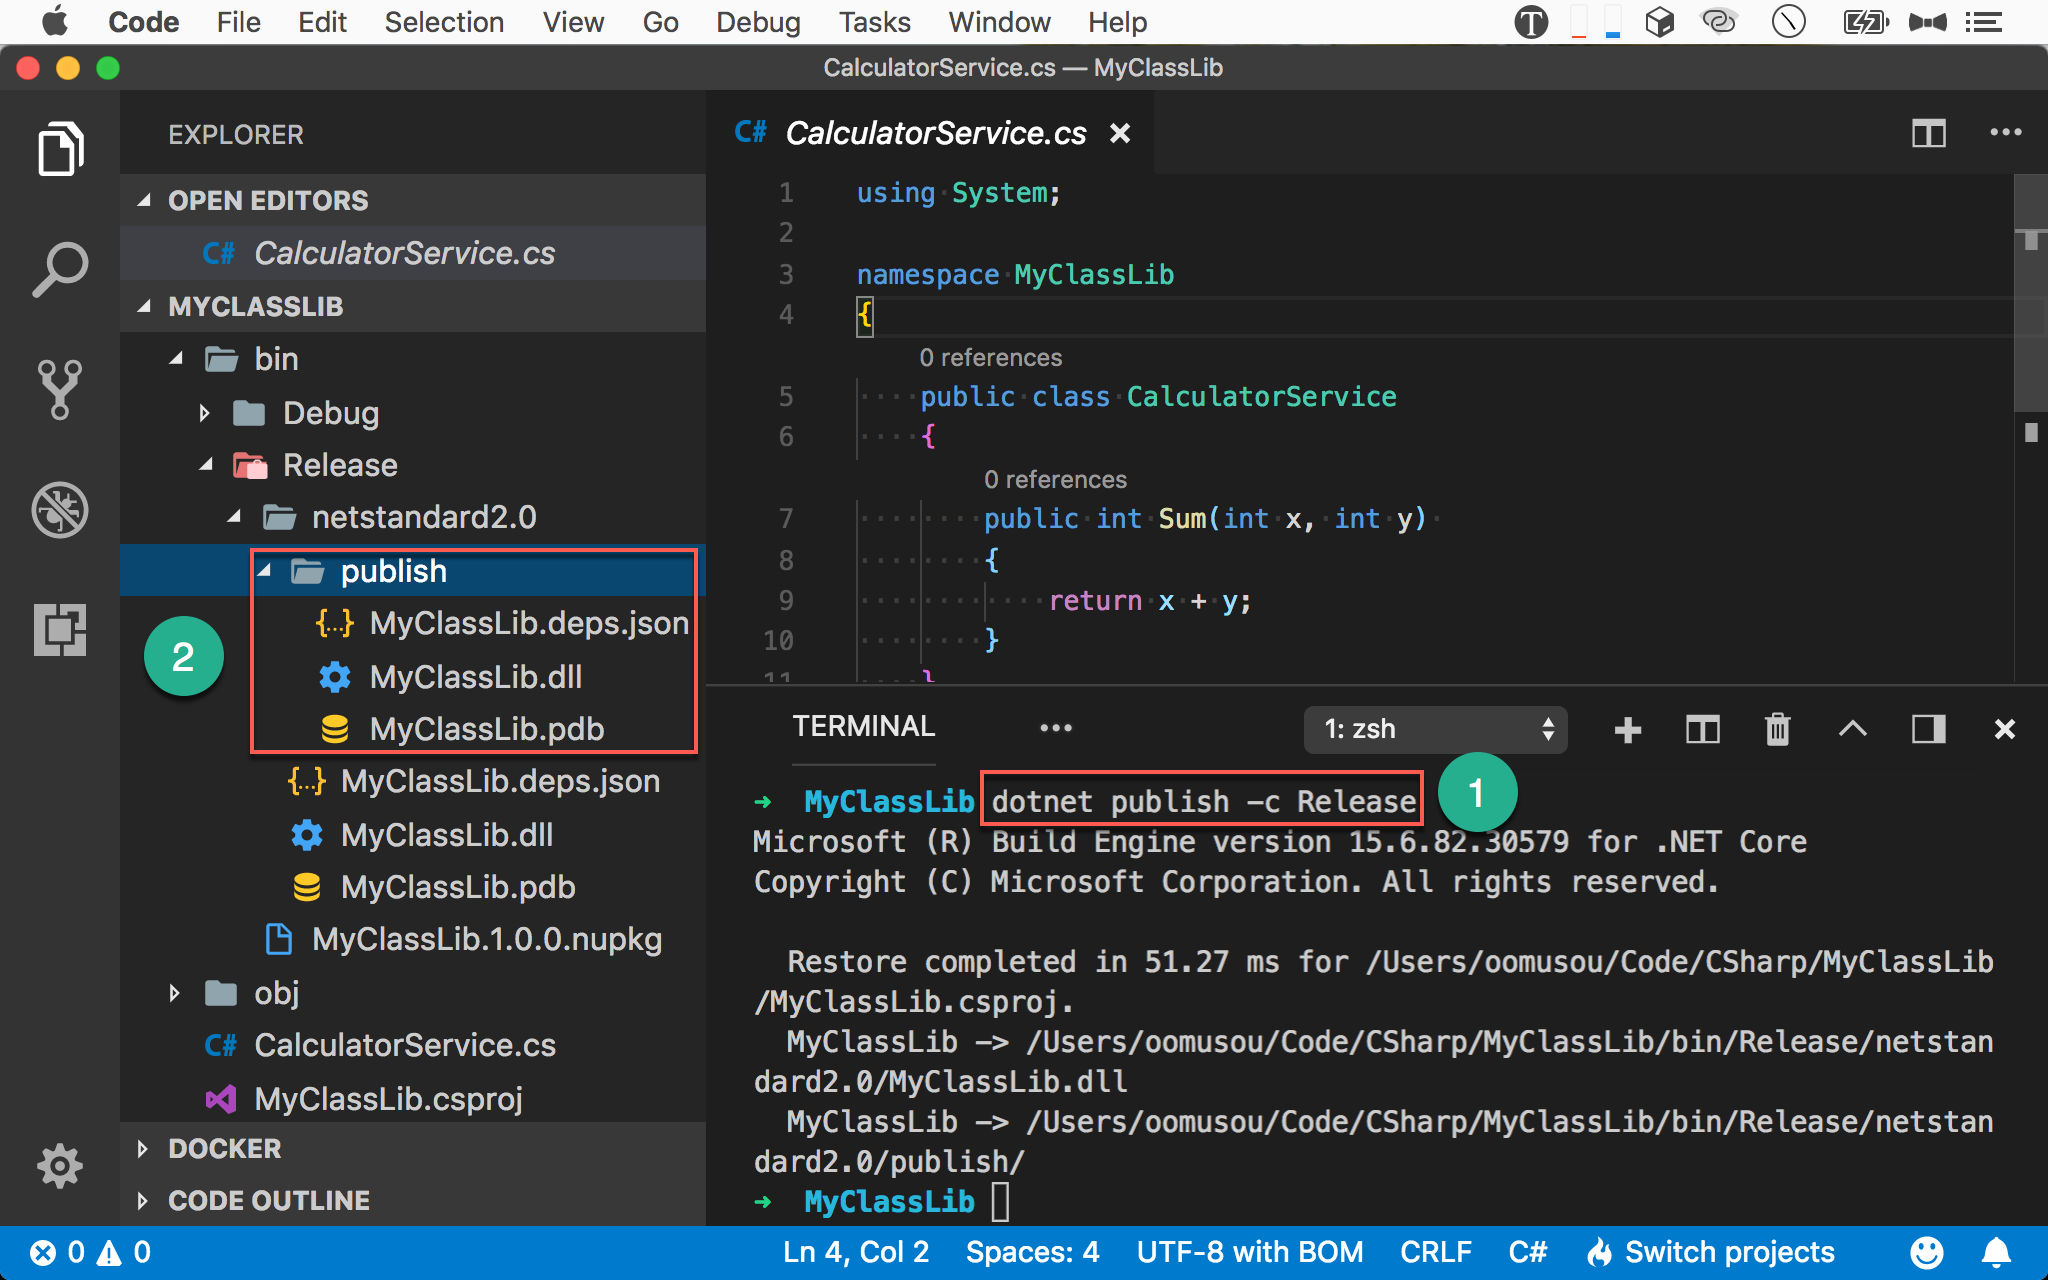 Code File Edit Selection View Go Debug Tasks Window Help
CalculatorService.cs — MyClassLib
EXPLORER
OPEN EDITORS
C# CalculatorService.cs
MYCLASSLIB
bin
Debug
Release
netstandard2.0
publish
{..} MyClassLib.deps.json
MyClassLib.dll
MyClassLib.pdb
2
{..} MyClassLib.deps.json
MyClassLib.dll
MyClassLib.pdb
MyClassLib.1.0.0.nupkg
obj
C# CalculatorService.cs
MyClassLib.csproj
DOCKER
CODE OUTLINE
C# CalculatorService.cs
1 using System;
2
3 namespace MyClassLib
4 {
0 references
5 public class CalculatorService
6 {
0 references
7 public int Sum(int x, int y)
8 {
9 return x + y;
10 }
11 }
TERMINAL
1: zsh
➜ MyClassLib dotnet publish -c Release
1
Microsoft (R) Build Engine version 15.6.82.30579 for .NET Core
Copyright (C) Microsoft Corporation. All rights reserved.
Restore completed in 51.27 ms for /Users/oomusou/Code/CSharp/MyClassLib
/MyClassLib.csproj.
MyClassLib -> /Users/oomusou/Code/CSharp/MyClassLib/bin/Release/netstan
dard2.0/MyClassLib.dll
MyClassLib -> /Users/oomusou/Code/CSharp/MyClassLib/bin/Release/netstan
dard2.0/publish/
➜ MyClassLib
0 0 Ln 4, Col 2 Spaces: 4 UTF-8 with BOM CRLF C# Switch projects